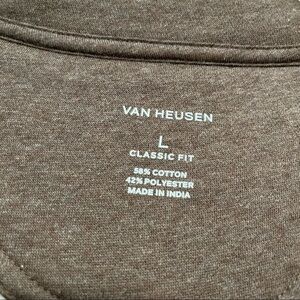 VAN HEUSEN
L
CLASSIC FIT
58% COTTON
42% POLYESTER
MADE IN INDIA